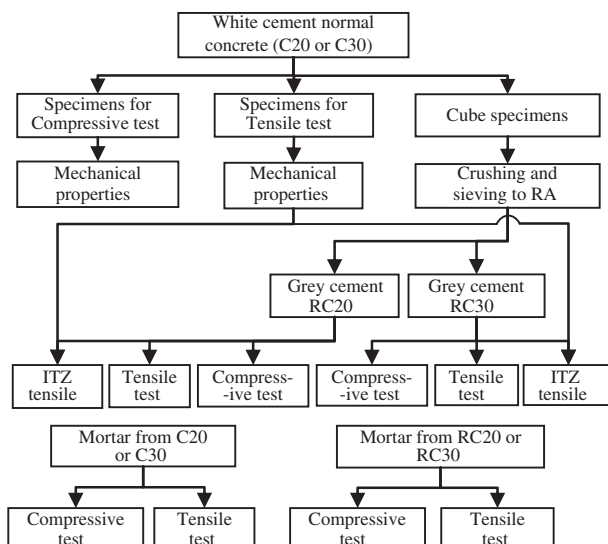 White cement normal
concrete (C20 or C30)
Specimens for
Compressive test
Specimens for
Tensile test
Cube specimens
Mechanical
properties
Mechanical
properties
Crushing and
sieving to RA
Grey cement
RC20
Grey cement
RC30
ITZ
tensile
Tensile
test
Compress-
-ive test
Compress-
-ive test
Tensile
test
ITZ
tensile
Mortar from C20
or C30
Mortar from RC20 or
RC30
Compressive
test
Tensile
test
Compressive
test
Tensile
test